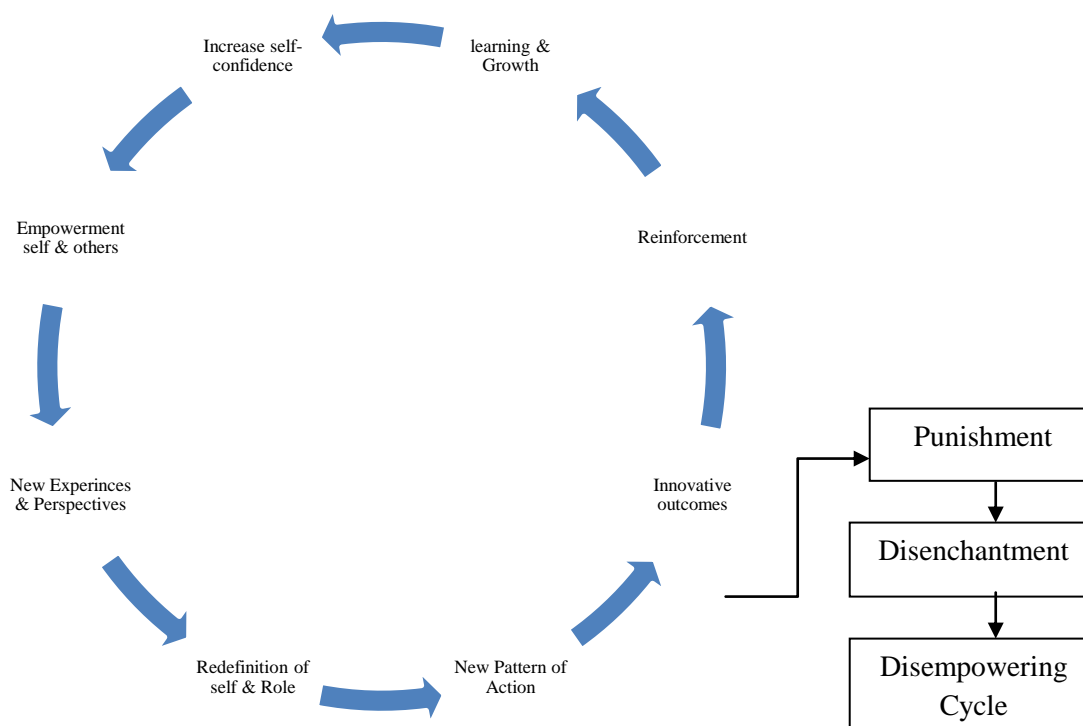 Increase self-
confidence
learning &
Growth
Empowerment
self & others
Reinforcement
New Experinces
& Perspectives
Innovative
outcomes
Redefinition of
self & Role
New Pattern of
Action
Punishment
Disenchantment
Disempowering
Cycle